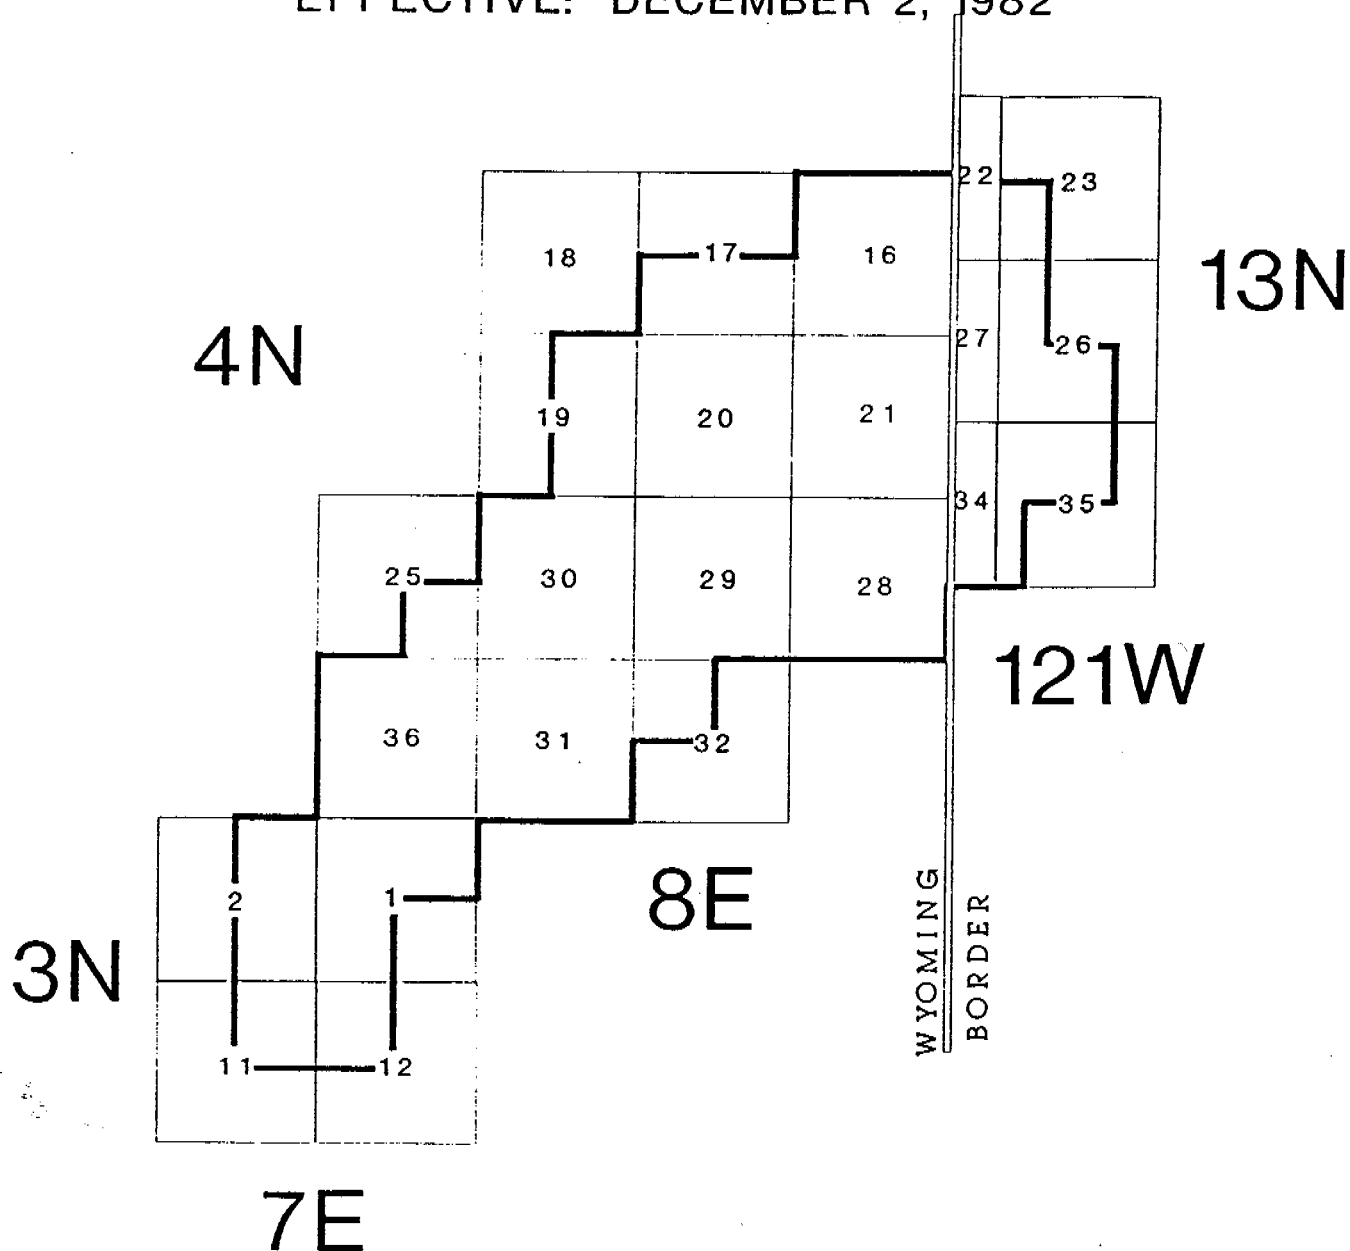 EFFECTIVE: DECEMBER 2, 1982
22 23
18 17 16
13N
4N
27 26
19 20 21
34 35
25 30 29 28
121W
36 31 32
8E
2 1
3N
WYOMING
BORDER
11 12
7E